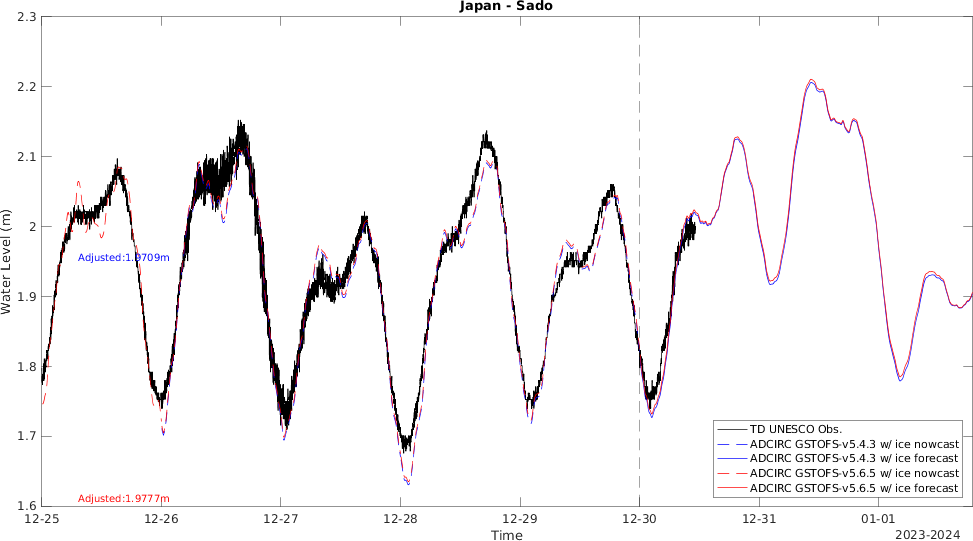 Japan - Sado
2.3
2.2
2.1
2
1.9
1.8
1.7
1.6
Water Level (m)
Adjusted:1.9709m
Adjusted:1.9777m
TD UNESCO Obs.
ADCIRC GSTOFS-v5.4.3 w/ ice nowcast
ADCIRC GSTOFS-v5.4.3 w/ ice forecast
ADCIRC GSTOFS-v5.6.5 w/ ice nowcast
ADCIRC GSTOFS-v5.6.5 w/ ice forecast
12-25 12-26 12-27 12-28 12-29 12-30 12-31 01-01
Time
2023-2024